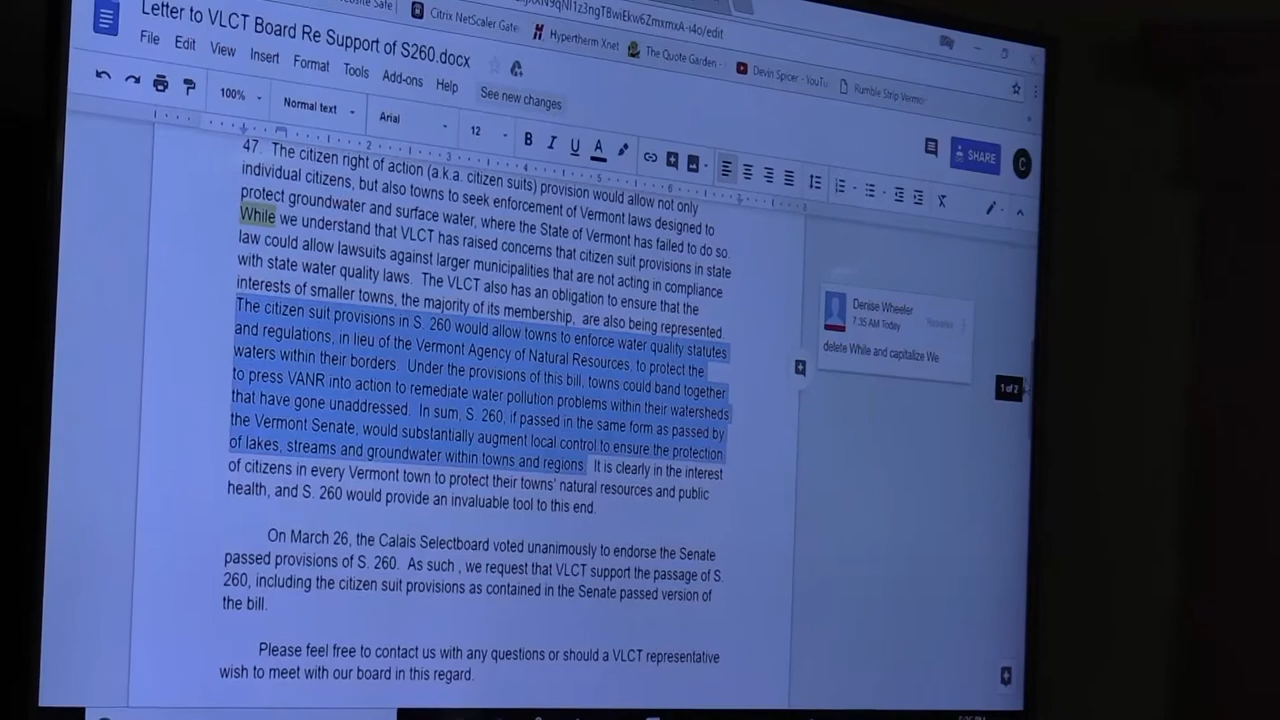 Letter to VLCT Board Re Support of S260.docx
File Edit View Insert Format Tools Add-ons Help See new changes
Citrix NetScaler Gate
Hypertherm Xnet
The Quote Garden -
Devin Spicer - YouTu
Rumble Strip Vermon
100% Normal text Arial 12 B I U A
SHARE
C
2 3 4 5 6
47. The citizen right of action (a.k.a. citizen suits) provision would allow not only
individual citizens, but also towns to seek enforcement of Vermont laws designed to
protect groundwater and surface water, where the State of Vermont has failed to do so.
While we understand that VLCT has raised concerns that citizen suit provisions in state
law could allow lawsuits against larger municipalities that are not acting in compliance
with state water quality laws. The VLCT also has an obligation to ensure that the
interests of smaller towns, the majority of its membership, are also being represented.
The citizen suit provisions in S. 260 would allow towns to enforce water quality statutes
and regulations, in lieu of the Vermont Agency of Natural Resources, to protect the
waters within their borders. Under the provisions of this bill, towns could band together
to press VANR into action to remediate water pollution problems within their watersheds
that have gone unaddressed. In sum, S. 260, if passed in the same form as passed by
the Vermont Senate, would substantially augment local control to ensure the protection
of lakes, streams and groundwater within towns and regions. It is clearly in the interest
of citizens in every Vermont town to protect their towns' natural resources and public
health, and S. 260 would provide an invaluable tool to this end.
On March 26, the Calais Selectboard voted unanimously to endorse the Senate
passed provisions of S. 260. As such , we request that VLCT support the passage of S.
260, including the citizen suit provisions as contained in the Senate passed version of
the bill.
Please feel free to contact us with any questions or should a VLCT representative
wish to meet with our board in this regard.
Denise Wheeler
7:35 AM Today
Resolve
delete While and capitalize We
1 of 2